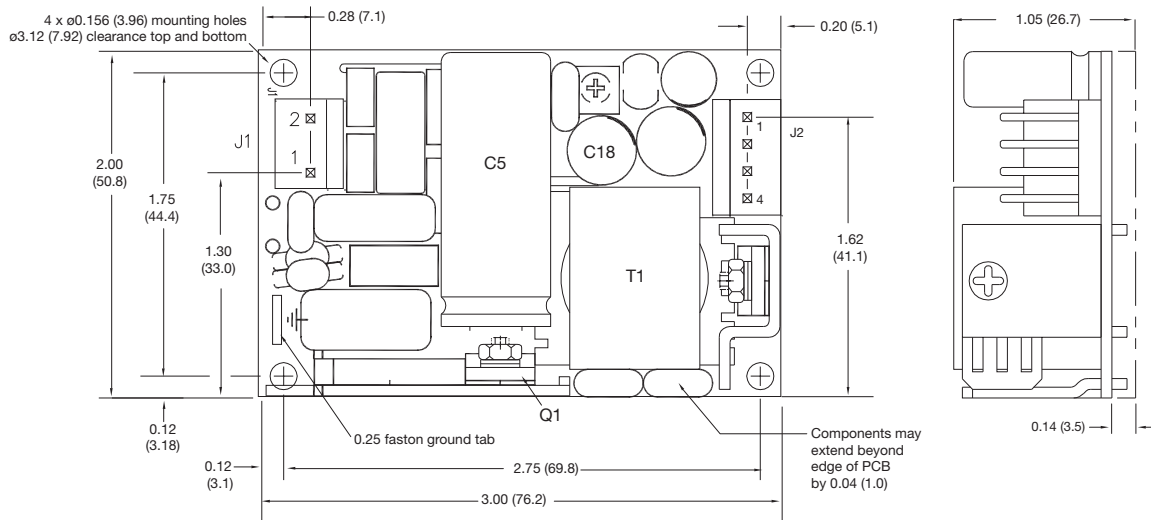 4 x ø0.156 (3.96) mounting holes
ø3.12 (7.92) clearance top and bottom
0.28 (7.1)
0.20 (5.1)
1.05 (26.7)
J1
J1
2
1
C5
C18
1
4
J2
2.00
(50.8)
1.75
(44.4)
1.30
(33.0)
1.62
(41.1)
T1
Q1
0.12
(3.18)
0.25 faston ground tab
Components may
extend beyond
edge of PCB
by 0.04 (1.0)
0.14 (3.5)
0.12
(3.1)
2.75 (69.8)
3.00 (76.2)